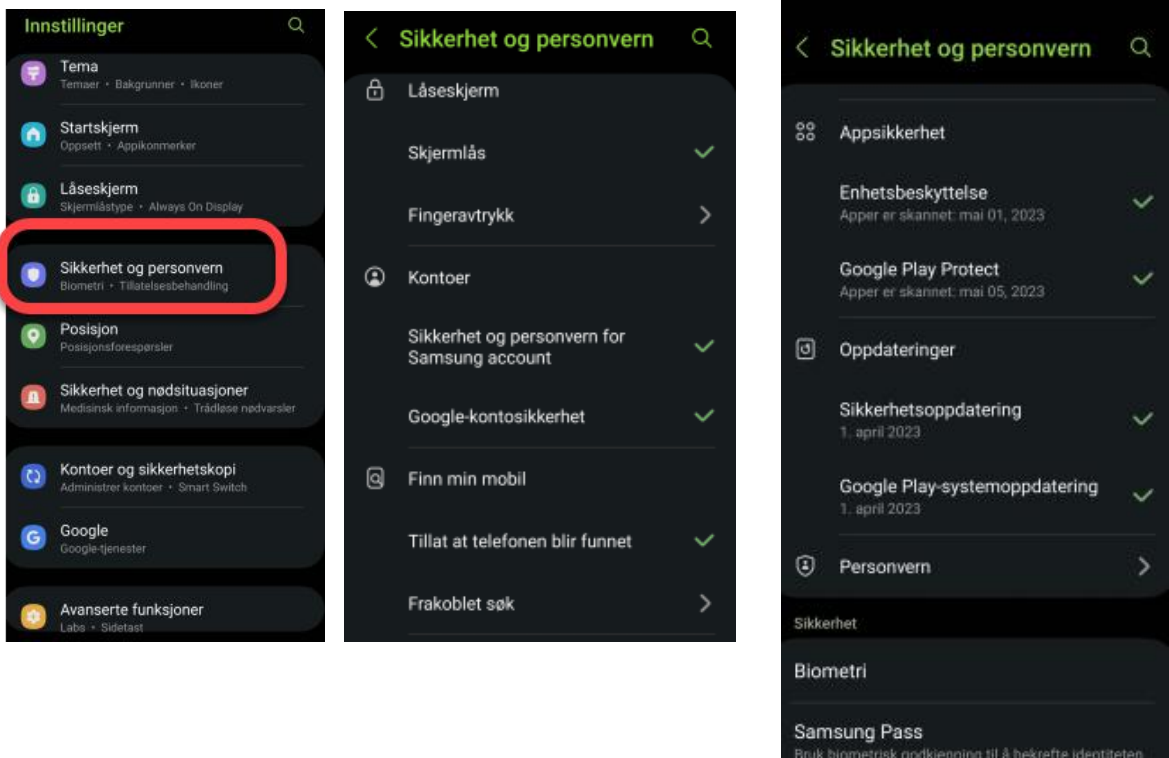 Innstillinger
Tema
Temaer • Bakgrunner • Ikoner
Startskjerm
Oppsett • Appikonmerker
Låseskjerm
Skjermlåstype • Always On Display
Sikkerhet og personvern
Biometri • Tillatelsesbehandling
Posisjon
Posisjonsforespørsler
Sikkerhet og nødsituasjoner
Medisinsk informasjon • Trådløse nødvarsler
Kontoer og sikkerhetskopi
Administrer kontoer • Smart Switch
Google
Google-tjenester
Avanserte funksjoner
Labs • Sidetast
Sikkerhet og personvern
Låseskjerm
Skjermlås
Fingeravtrykk
Kontoer
Sikkerhet og personvern for
Samsung account
Google-kontosikkerhet
Finn min mobil
Tillat at telefonen blir funnet
Frakoblet søk
Sikkerhet og personvern
Appsikkerhet
Enhetsbeskyttelse
Apper er skannet: mai 01, 2023
Google Play Protect
Apper er skannet: mai 05, 2023
Oppdateringer
Sikkerhetsoppdatering
1. april 2023
Google Play-systemoppdatering
1. april 2023
Personvern
Sikkerhet
Biometri
Samsung Pass
Bruk biometrisk godkjenning til å bekrefte identiteten